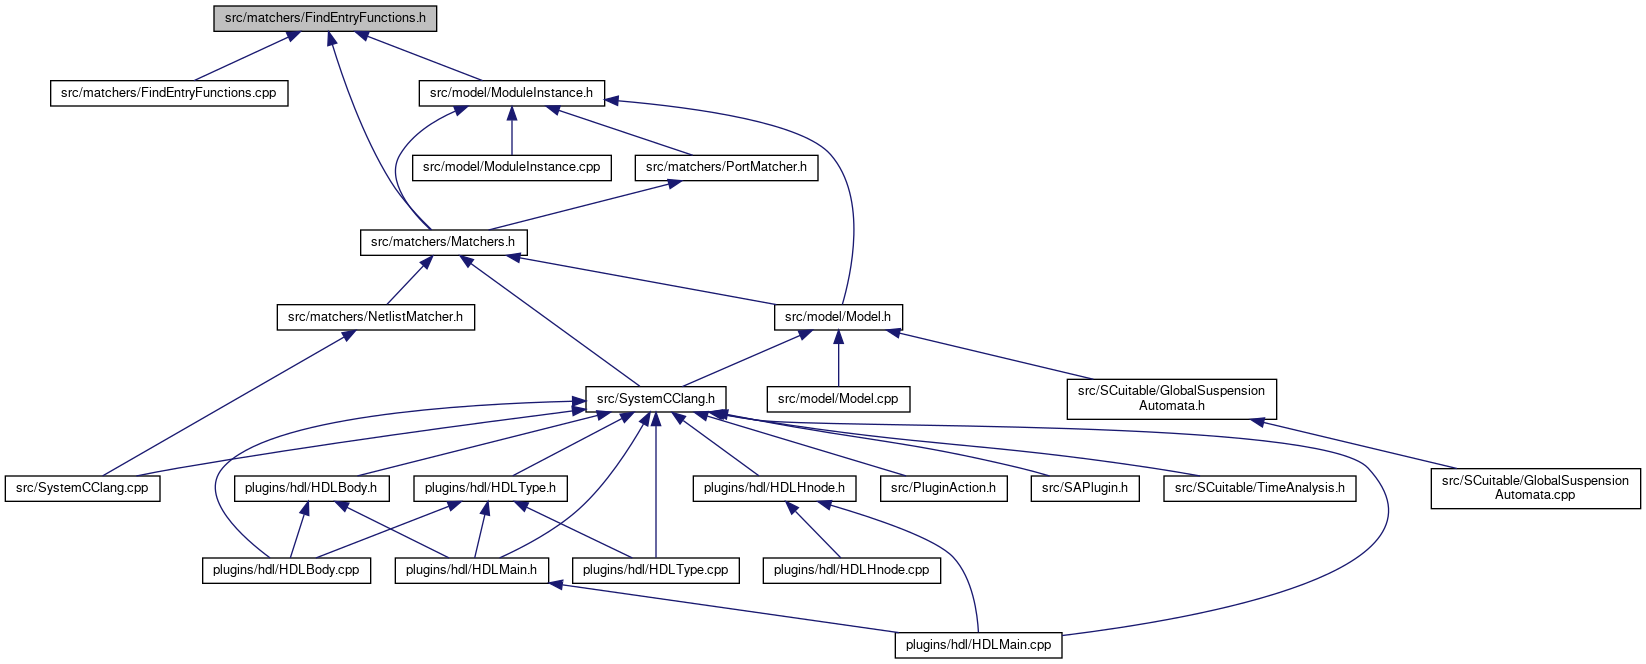 src/matchers/FindEntryFunctions.h
src/matchers/FindEntryFunctions.cpp
src/model/ModuleInstance.h
src/model/ModuleInstance.cpp
src/matchers/PortMatcher.h
src/matchers/Matchers.h
src/matchers/NetlistMatcher.h
src/model/Model.h
src/SystemCClang.h
src/model/Model.cpp
src/SCuitable/GlobalSuspension
Automata.h
src/SystemCClang.cpp
plugins/hdl/HDLBody.h
plugins/hdl/HDLType.h
plugins/hdl/HDLHnode.h
src/PluginAction.h
src/SAPlugin.h
src/SCuitable/TimeAnalysis.h
src/SCuitable/GlobalSuspension
Automata.cpp
plugins/hdl/HDLBody.cpp
plugins/hdl/HDLMain.h
plugins/hdl/HDLType.cpp
plugins/hdl/HDLHnode.cpp
plugins/hdl/HDLMain.cpp